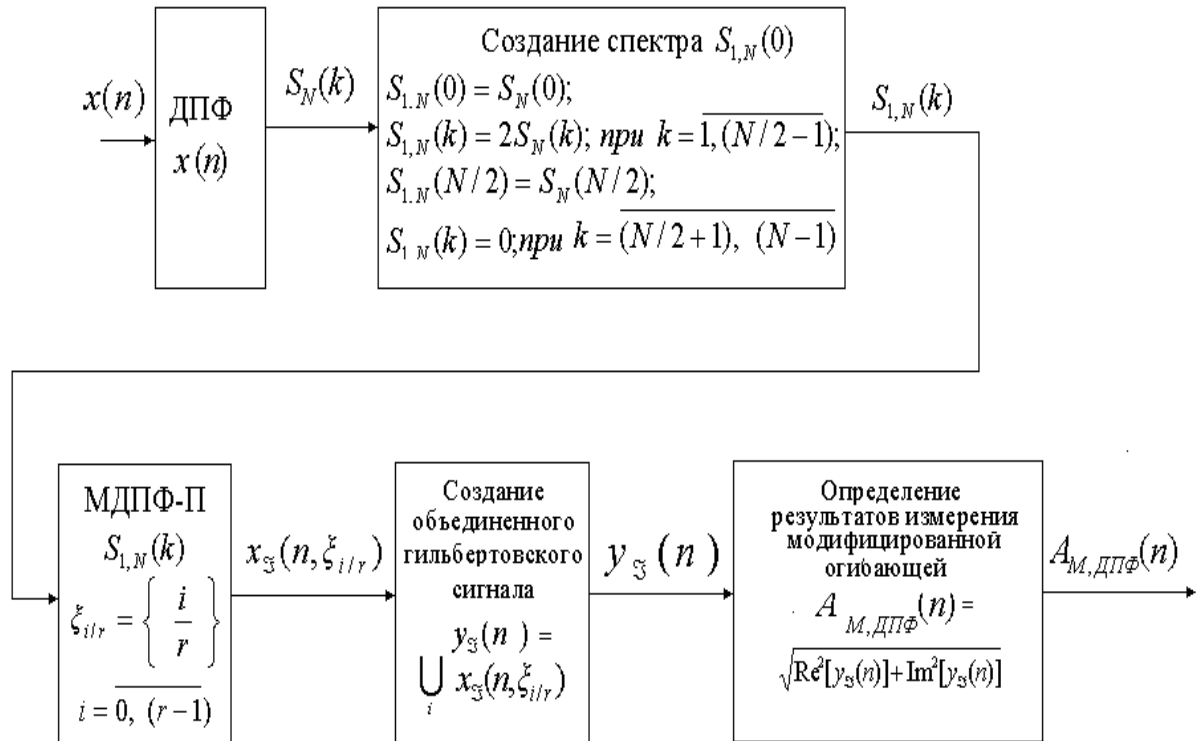 x(n)
ДПФ
x(n)
S_N(k)
Создание спектра S_{1,N}(0)
S_{1.N}(0) = S_N(0);
S_{1,N}(k) = 2S_N(k); при k = \overline{1, (N/2−1)};
S_{1.N}(N/2) = S_N(N/2);
S_{1 N}(k) = 0; при k = \overline{(N/2+1), (N−1)}
S_{1,N}(k)
МДПФ-П
S_{1,N}(k)
ξ_{i/r} = { i/r }
i = \overline{0, (r−1)}
x_ℑ(n, ξ_{i/r})
Создание
объединенного
гильбертовского
сигнала
y_ℑ(n ) =
⋃_i x_ℑ(n, ξ_{i/r})
y_ℑ(n )
Определение
результатов измерения
модифицированной
огибающей
A_{М,ДПФ}(n) =
√(Re²[y_ℑ(n)] + Im²[y_ℑ(n)])
A_{М,ДПФ}(n)